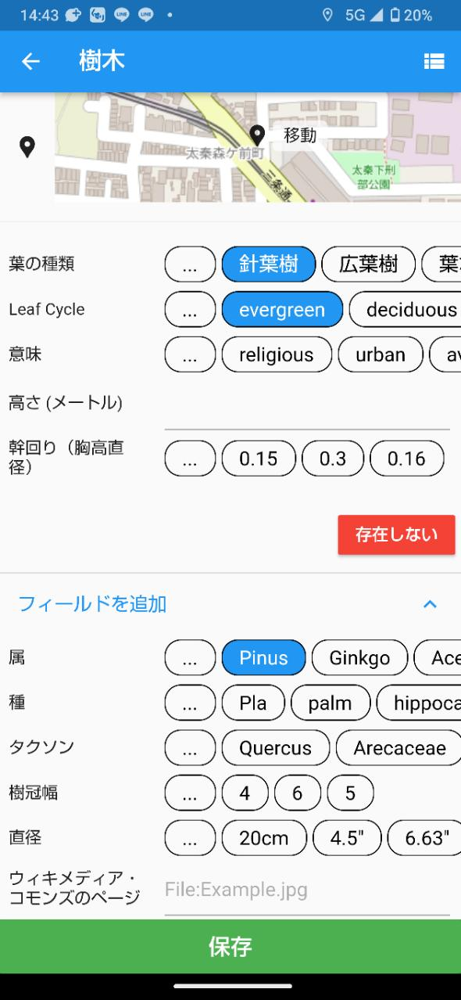 14:43 5G 20%
樹木
移動
太秦森ケ前町
三条通
太秦下刑
部公園
葉の種類 ... 針葉樹 広葉樹
Leaf Cycle ... evergreen deciduous
意味 ... religious urban
高さ (メートル)
幹回り（胸高直
径） ... 0.15 0.3 0.16
存在しない
フィールドを追加
属 ... Pinus Ginkgo Ace
種 ... Pla palm hippoca
タクソン ... Quercus Arecaceae
樹冠幅 ... 4 6 5
直径 ... 20cm 4.5" 6.63"
ウィキメディア・
コモンズのページ File:Example.jpg
保存